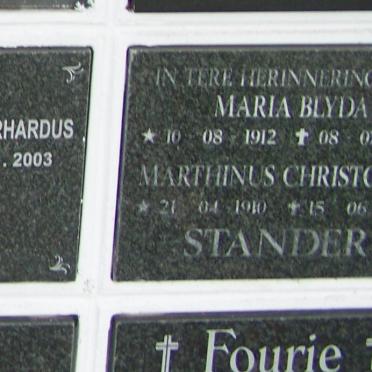 RHARDUS
. 2003
IN TERE HERINNERING
MARIA BLYDA
★ 10 - 08 - 1912 ✝ 08 - 0
MARTHINUS CHRISTO
★ 21 - 04 - 1910 ✝ 15 - 06
STANDER
✝ Fourie